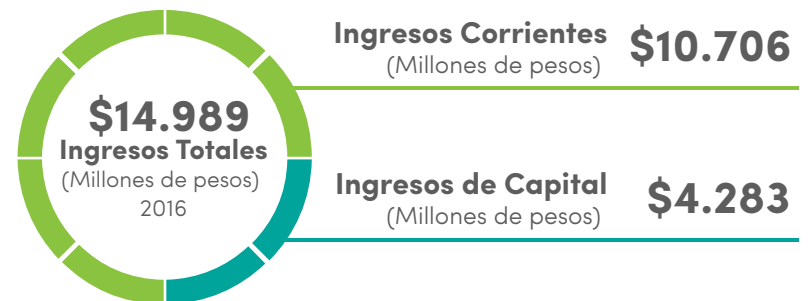 $14.989
Ingresos Totales
(Millones de pesos)
2016
Ingresos Corrientes
(Millones de pesos)
$10.706
Ingresos de Capital
(Millones de pesos)
$4.283